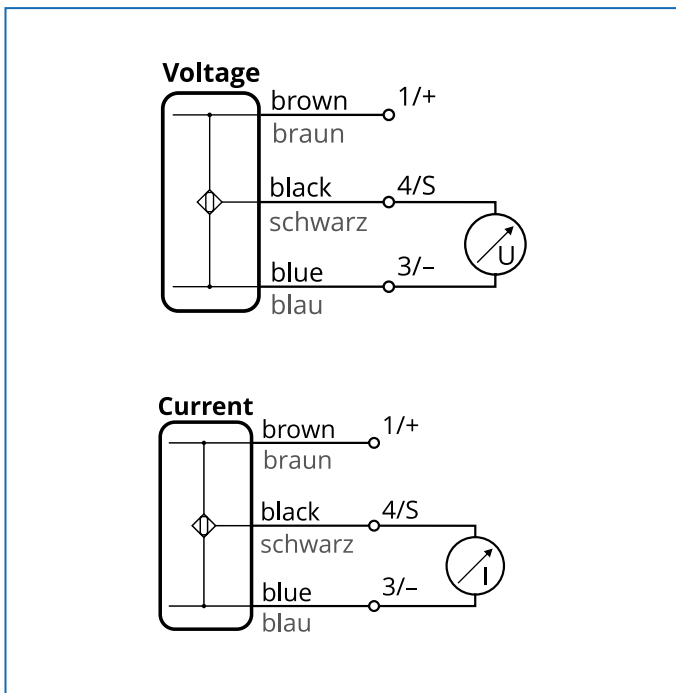 Voltage
brown 1/+
braun
black 4/S
schwarz
U
blue 3/–
blau
Current
brown 1/+
braun
black 4/S
schwarz
I
blue 3/–
blau